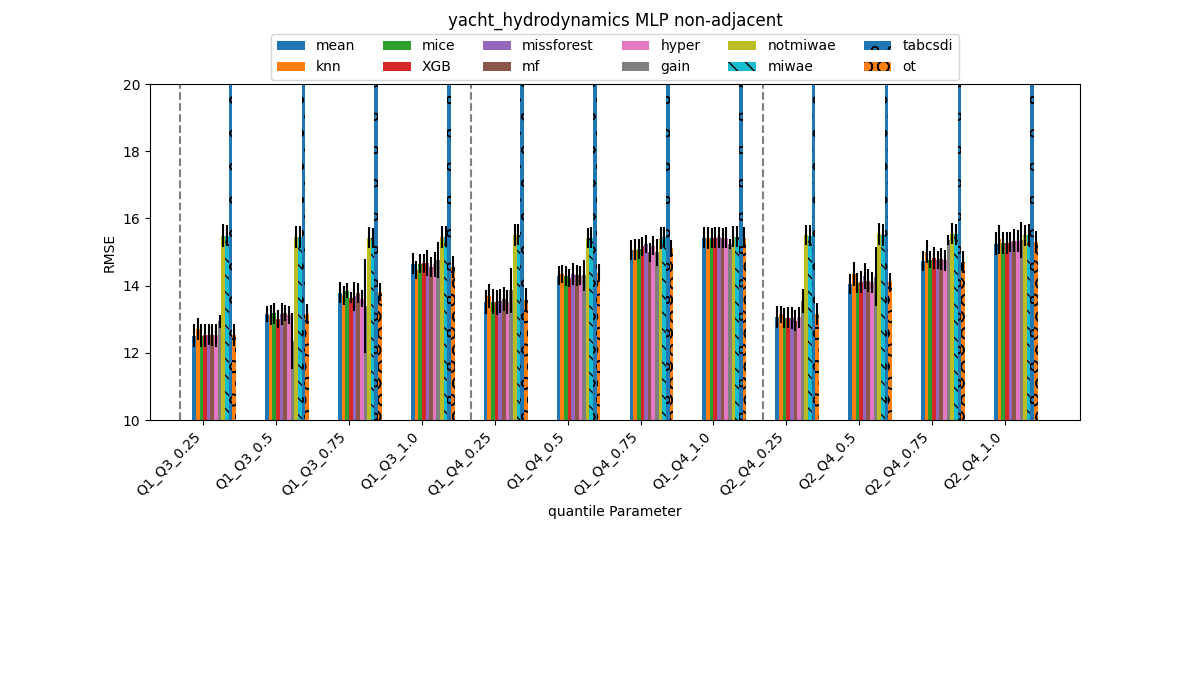 yacht_hydrodynamics MLP non-adjacent
mean mice missforest hyper notmiwae tabcsdi
knn XGB mf gain miwae ot
20
18
16
14
12
10
RMSE
Q1_Q3_0.25 Q1_Q3_0.5 Q1_Q3_0.75 Q1_Q3_1.0 Q1_Q4_0.25 Q1_Q4_0.5 Q1_Q4_0.75 Q1_Q4_1.0 Q2_Q4_0.25 Q2_Q4_0.5 Q2_Q4_0.75 Q2_Q4_1.0
quantile Parameter